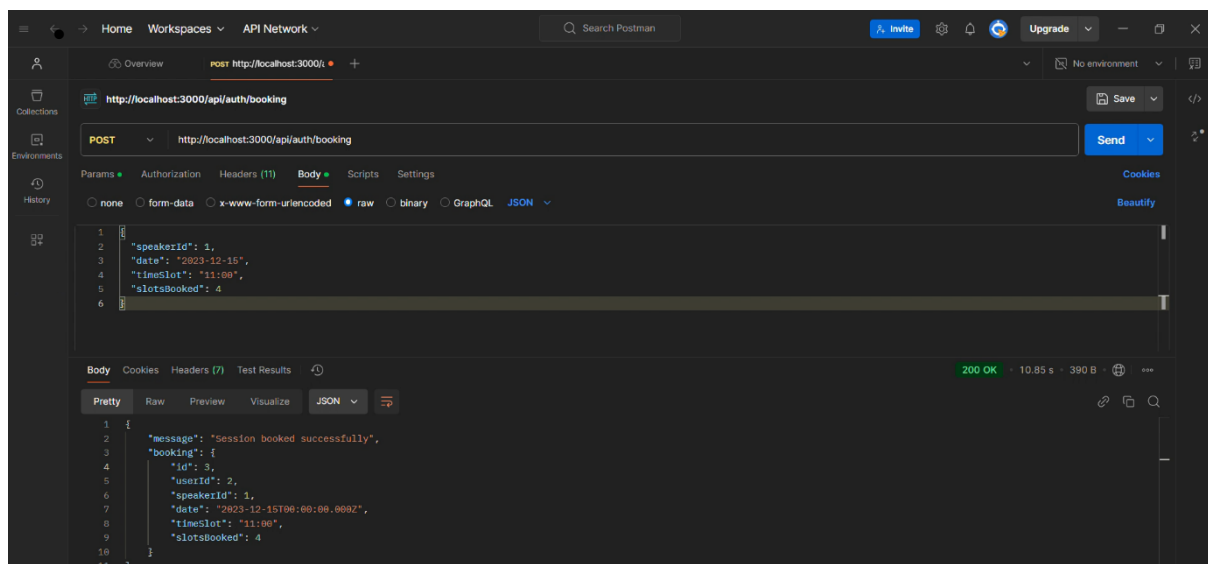 Home Workspaces API Network Search Postman Invite Upgrade
Overview POST http://localhost:3000/a No environment
http://localhost:3000/api/auth/booking Save
Collections
POST http://localhost:3000/api/auth/booking Send
Environments
Params Authorization Headers (11) Body Scripts Settings Cookies
History
none form-data x-www-form-urlencoded raw binary GraphQL JSON Beautify
1 {
2 "speakerId": 1,
3 "date": "2023-12-15",
4 "timeSlot": "11:00",
5 "slotsBooked": 4
6 }
Body Cookies Headers (7) Test Results 200 OK 10.85 s 390 B
Pretty Raw Preview Visualize JSON
1 {
2 "message": "Session booked successfully",
3 "booking": {
4 "id": 3,
5 "userId": 2,
6 "speakerId": 1,
7 "date": "2023-12-15T00:00:00.000Z",
8 "timeSlot": "11:00",
9 "slotsBooked": 4
10 }